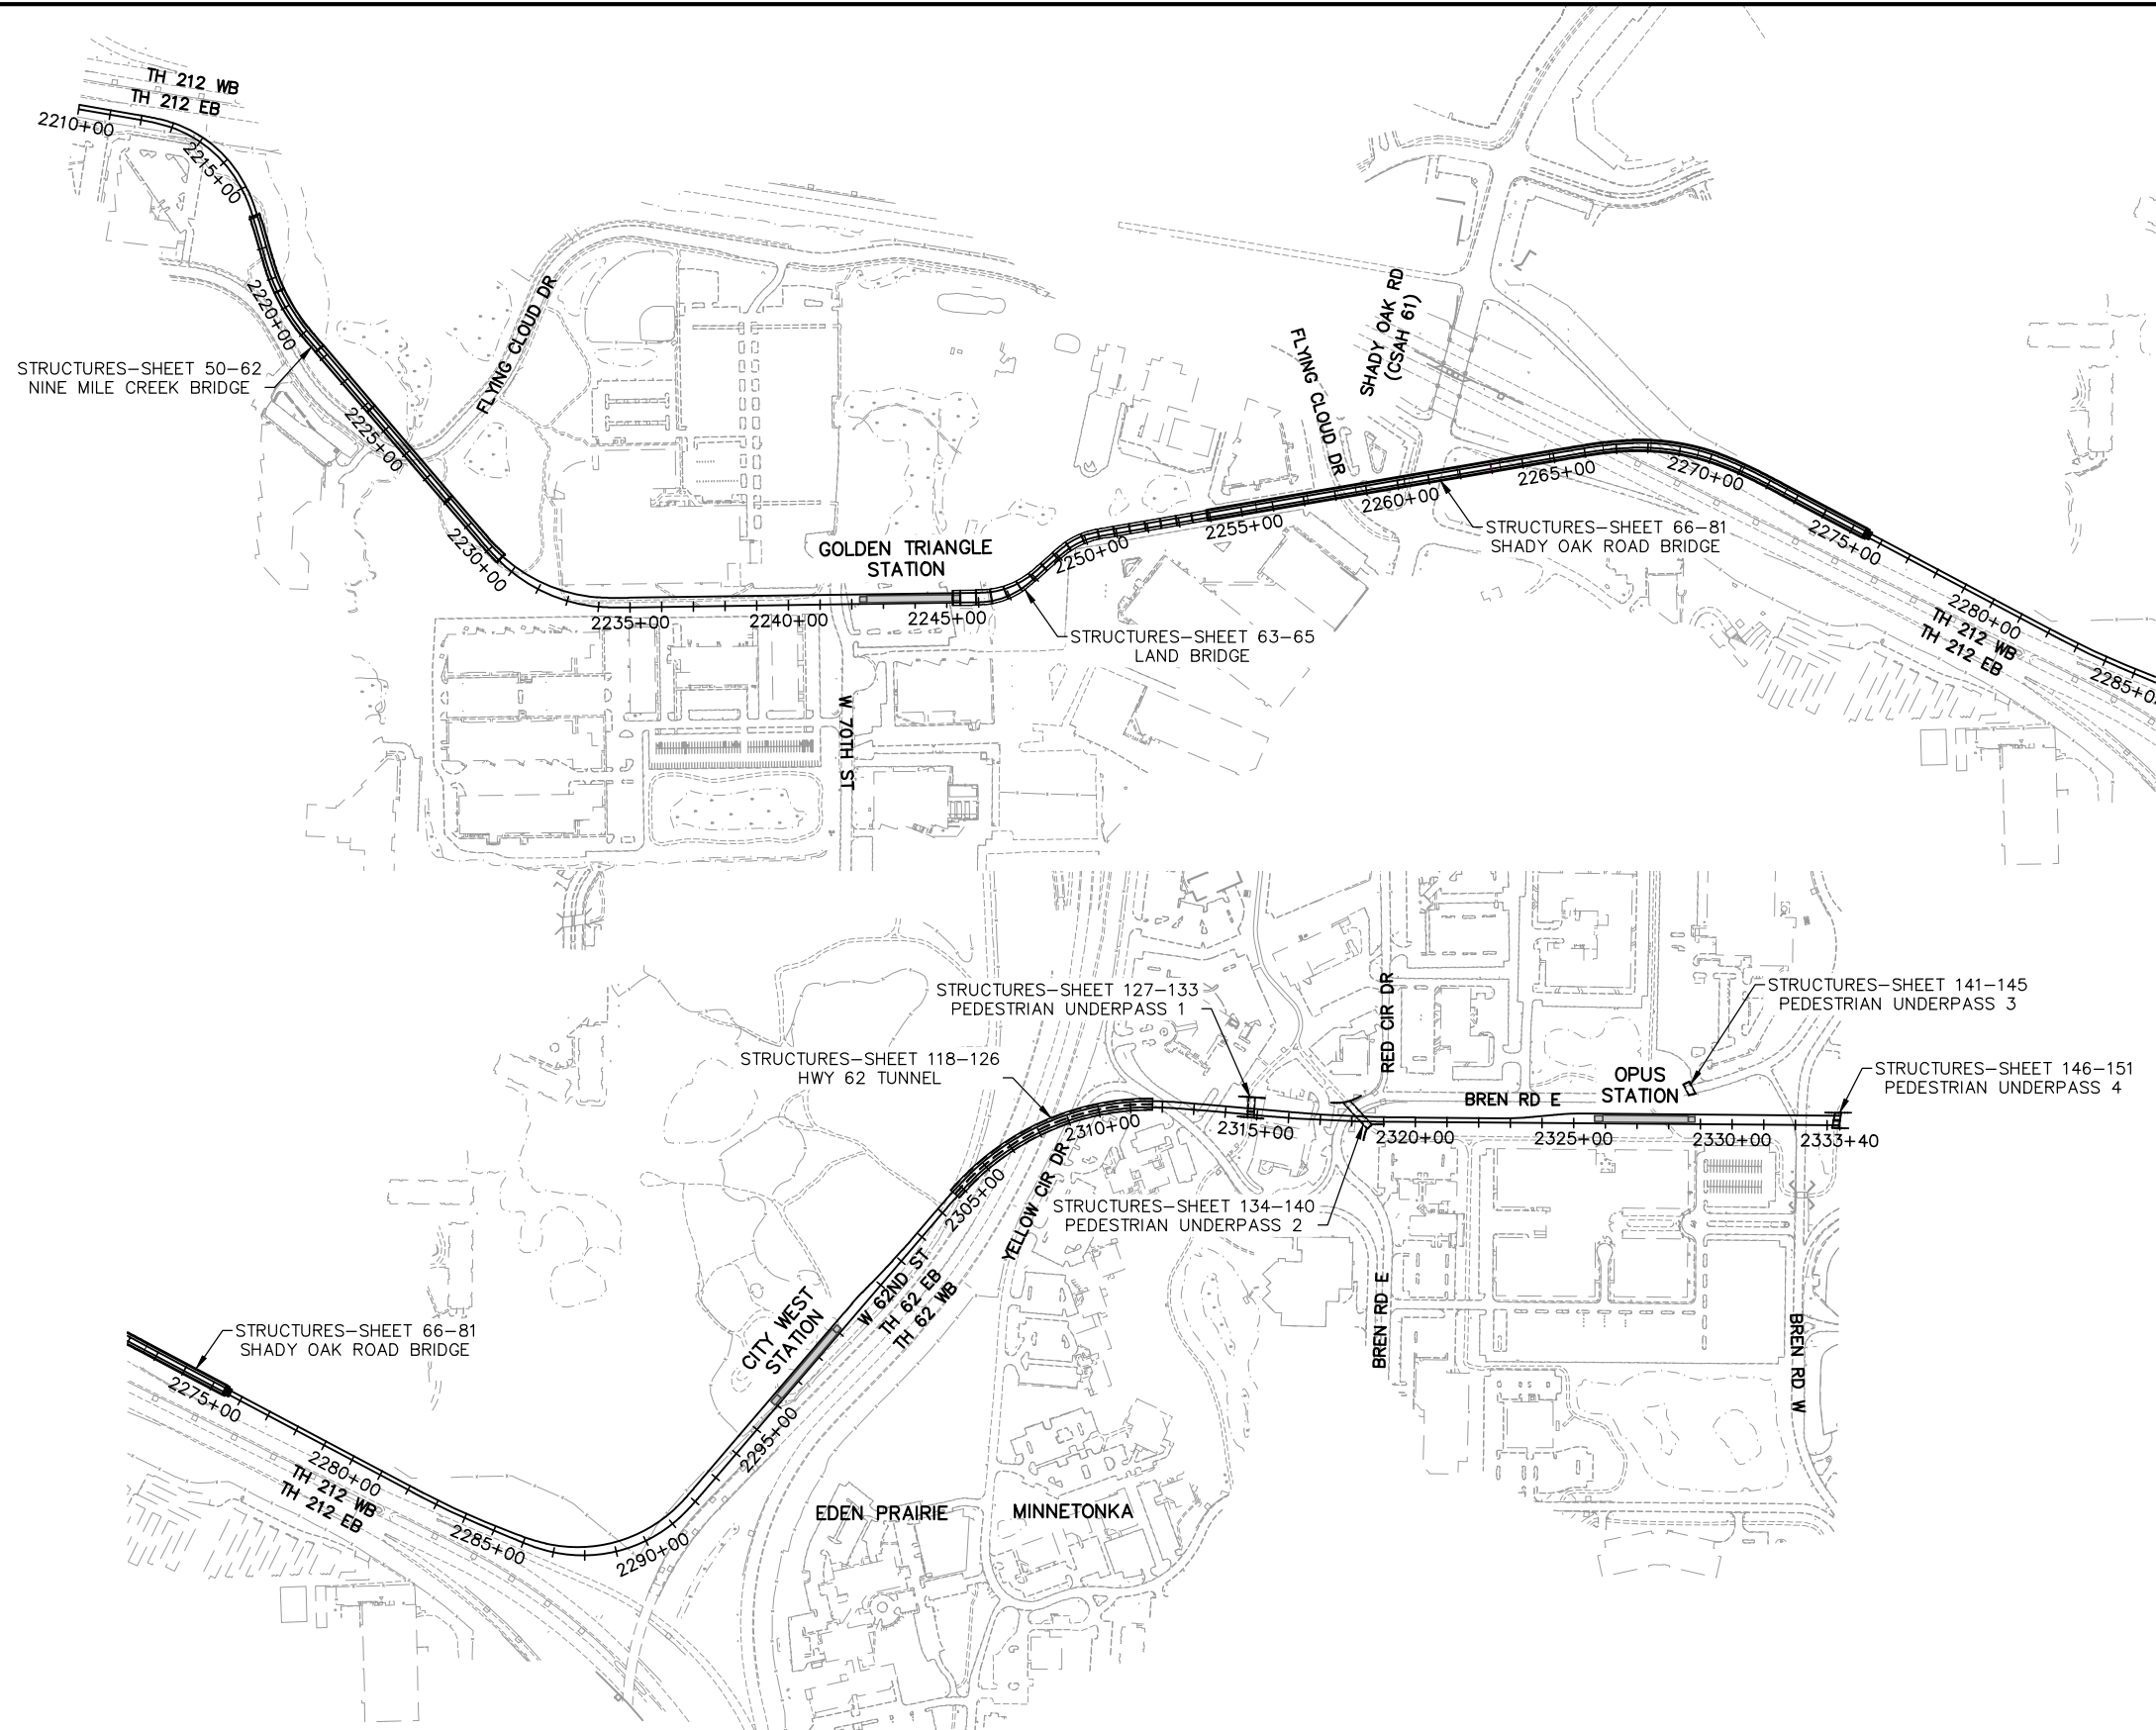 TH 212 WB
TH 212 EB
2210+00
2215+00
2220+00
STRUCTURES-SHEET 50-62
NINE MILE CREEK BRIDGE
2225+00
FLYING CLOUD DR
2230+00
2235+00
2240+00
GOLDEN TRIANGLE
STATION
2245+00
W 70TH ST
STRUCTURES-SHEET 63-65
LAND BRIDGE
2250+00
2255+00
FLYING CLOUD DR
SHADY OAK RD
(CSAH 61)
2260+00
STRUCTURES-SHEET 66-81
SHADY OAK ROAD BRIDGE
2265+00
2270+00
2275+00
2280+00
TH 212 WB
TH 212 EB
2285+0
STRUCTURES-SHEET 66-81
SHADY OAK ROAD BRIDGE
2275+00
2280+00
TH 212 WB
TH 212 EB
2285+00
2290+00
2295+00
CITY WEST
STATION
W 62ND ST
TH 62 EB
TH 62 WB
EDEN PRAIRIE
MINNETONKA
2305+00
YELLOW CIR DR
STRUCTURES-SHEET 118-126
HWY 62 TUNNEL
2310+00
STRUCTURES-SHEET 127-133
PEDESTRIAN UNDERPASS 1
2315+00
STRUCTURES-SHEET 134-140
PEDESTRIAN UNDERPASS 2
RED CIR DR
BREN RD E
2320+00
BREN RD E
2325+00
OPUS
STATION
2330+00
STRUCTURES-SHEET 141-145
PEDESTRIAN UNDERPASS 3
STRUCTURES-SHEET 146-151
PEDESTRIAN UNDERPASS 4
2333+40
BREN RD W